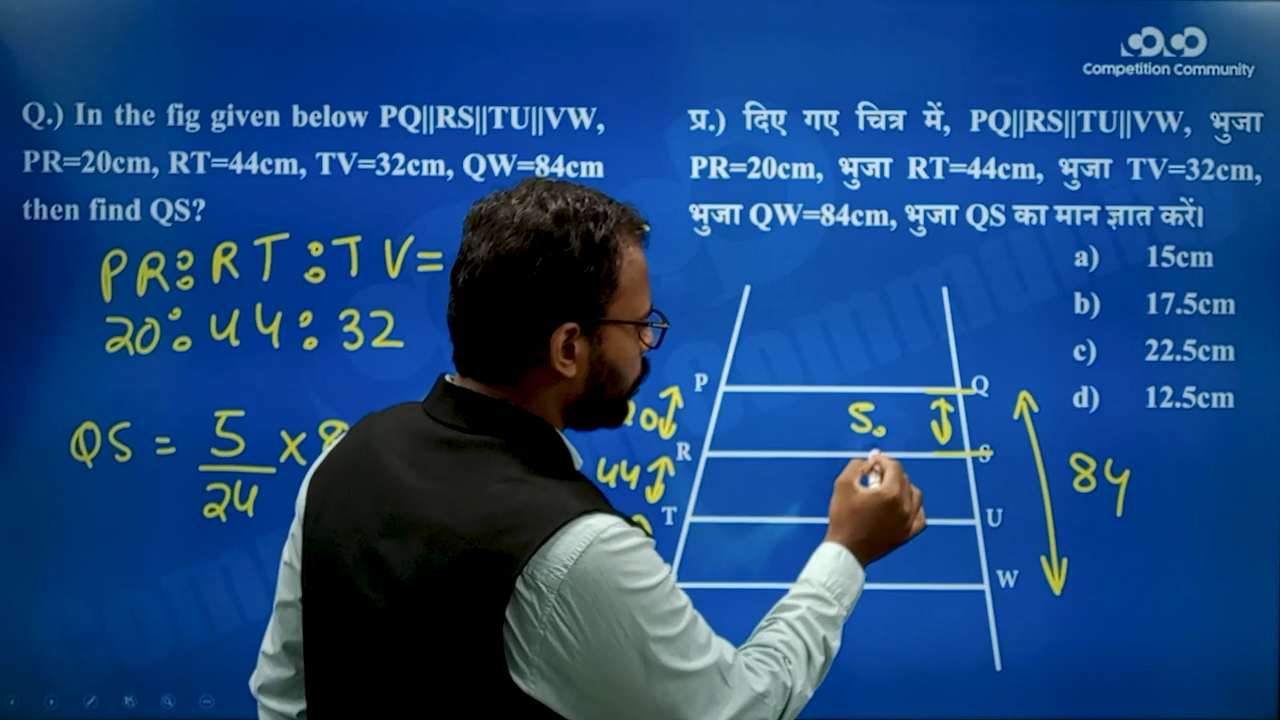 Competition Community
Q.) In the fig given below PQ||RS||TU||VW,
PR=20cm, RT=44cm, TV=32cm, QW=84cm
then find QS?
प्र.) दिए गए चित्र में, PQ||RS||TU||VW, भुजा
PR=20cm, भुजा RT=44cm, भुजा TV=32cm,
भुजा QW=84cm, भुजा QS का मान ज्ञात करें।
a) 15cm
b) 17.5cm
c) 22.5cm
d) 12.5cm
PR:RT:TV=
20:44:32
QS = 5/24 ×
P Q
5
R S
44
T U
W
84